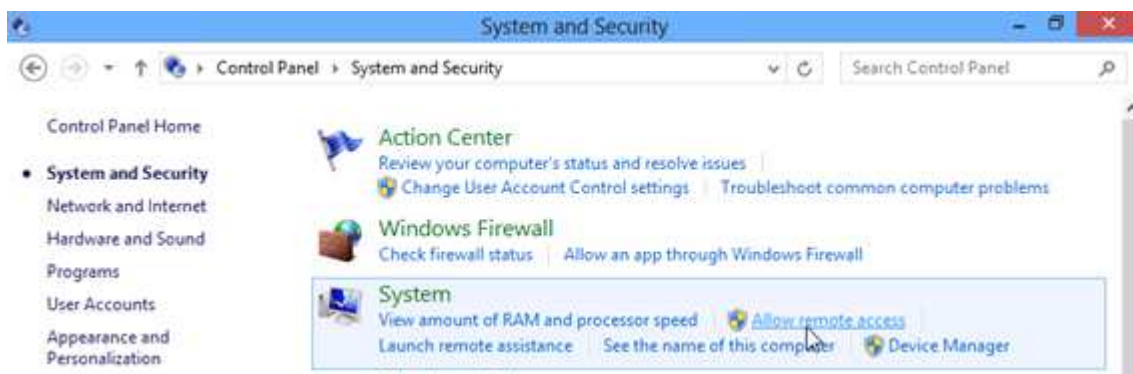 System and Security
Control Panel ▸ System and Security
Search Control Panel
Control Panel Home
System and Security
Network and Internet
Hardware and Sound
Programs
User Accounts
Appearance and
Personalization
Action Center
Review your computer's status and resolve issues
Change User Account Control settings
Troubleshoot common computer problems
Windows Firewall
Check firewall status
Allow an app through Windows Firewall
System
View amount of RAM and processor speed
Allow remote access
Launch remote assistance
See the name of this computer
Device Manager